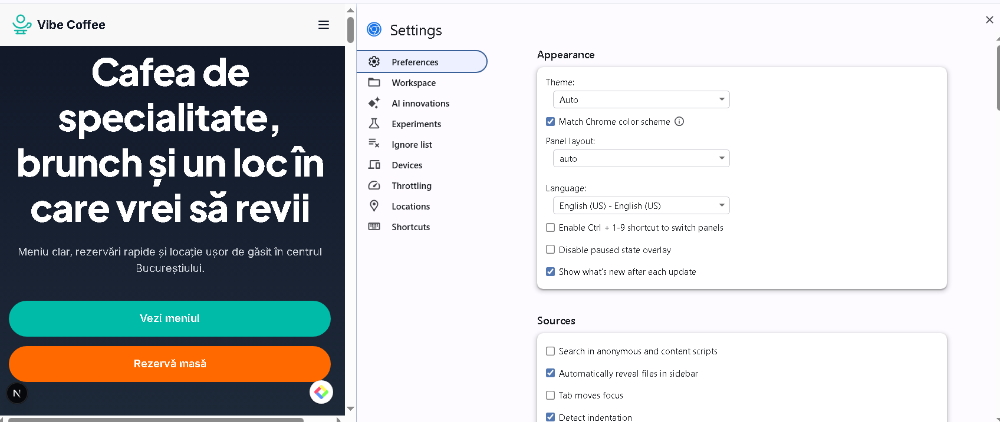 Vibe Coffee
Cafea de
specialitate,
brunch și un loc în
care vrei să revii
Meniu clar, rezervări rapide și locație ușor de găsit în centrul
Bucureștiului.
Vezi meniul
Rezervă masă
N
Settings
Preferences
Workspace
AI innovations
Experiments
Ignore list
Devices
Throttling
Locations
Shortcuts
Appearance
Theme:
Auto
Match Chrome color scheme
Panel layout:
auto
Language:
English (US) - English (US)
Enable Ctrl + 1-9 shortcut to switch panels
Disable paused state overlay
Show what's new after each update
Sources
Search in anonymous and content scripts
Automatically reveal files in sidebar
Tab moves focus
Detect indentation